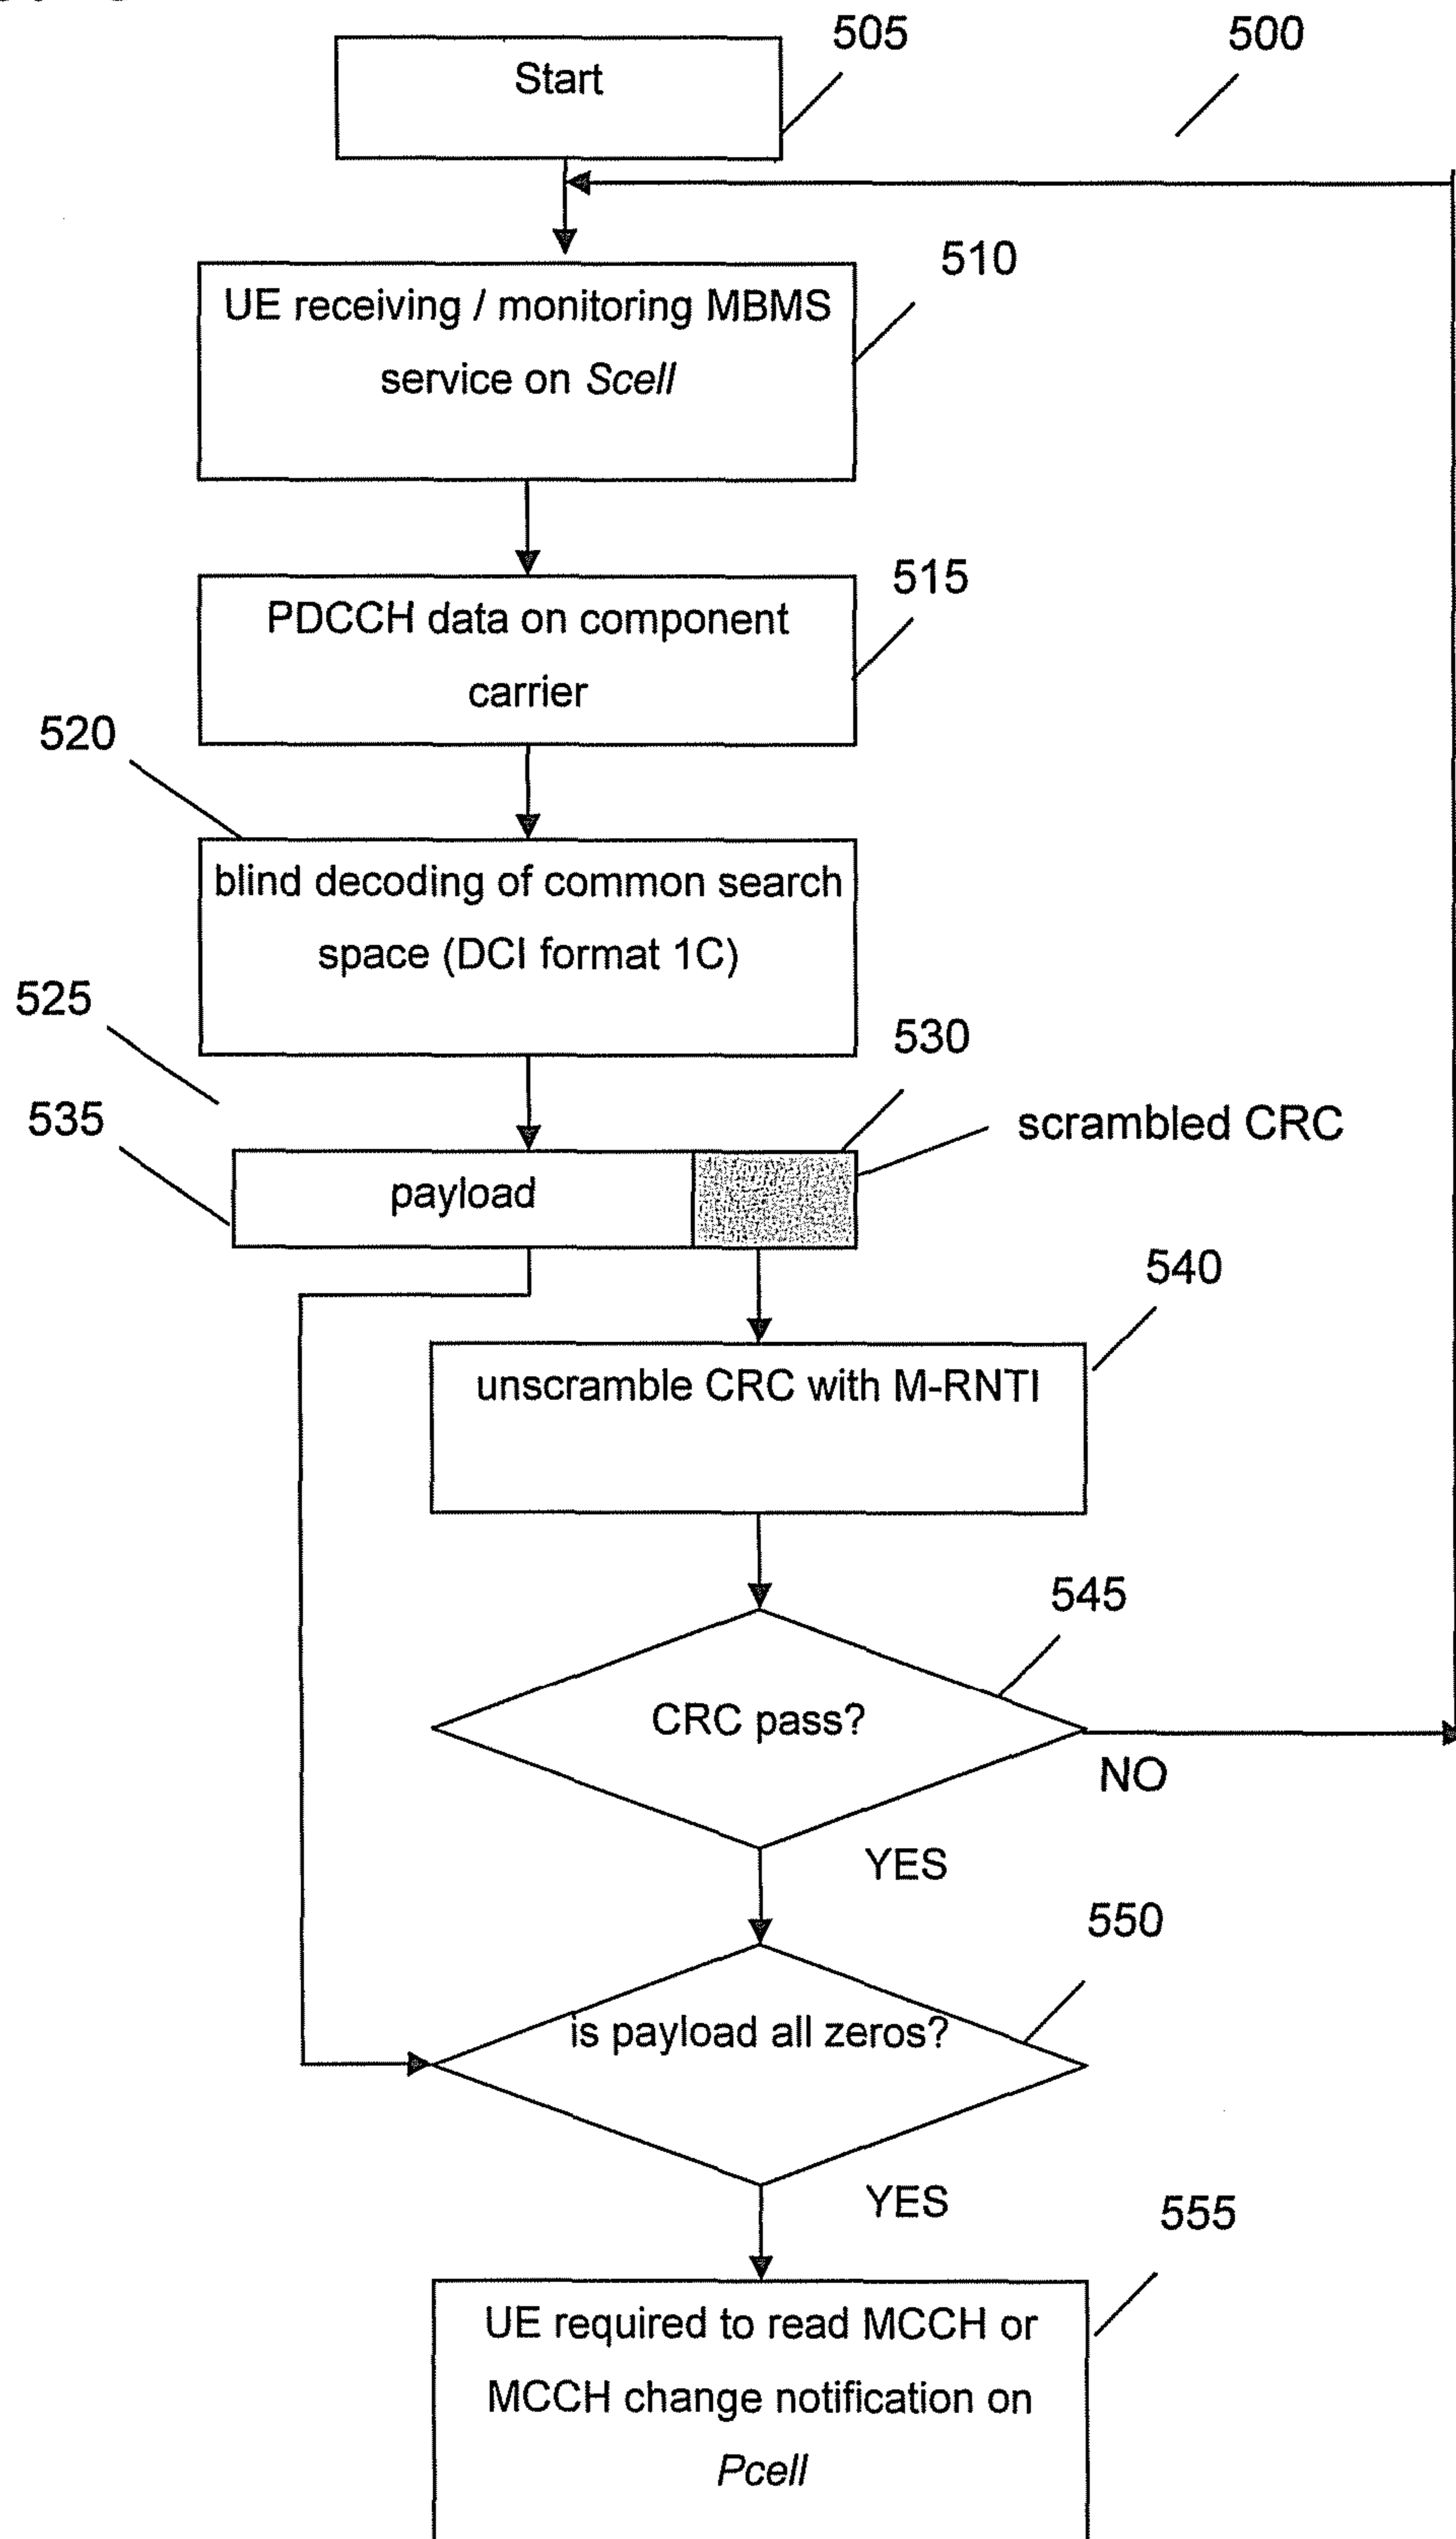 505
500
Start
510
UE receiving / monitoring MBMS
service on Scell
515
PDCCH data on component
carrier
520
blind decoding of common search
space (DCI format 1C)
525
530
535
scrambled CRC
payload
540
unscramble CRC with M-RNTI
545
CRC pass?
NO
YES
550
is payload all zeros?
YES
555
UE required to read MCCH or
MCCH change notification on
Pcell